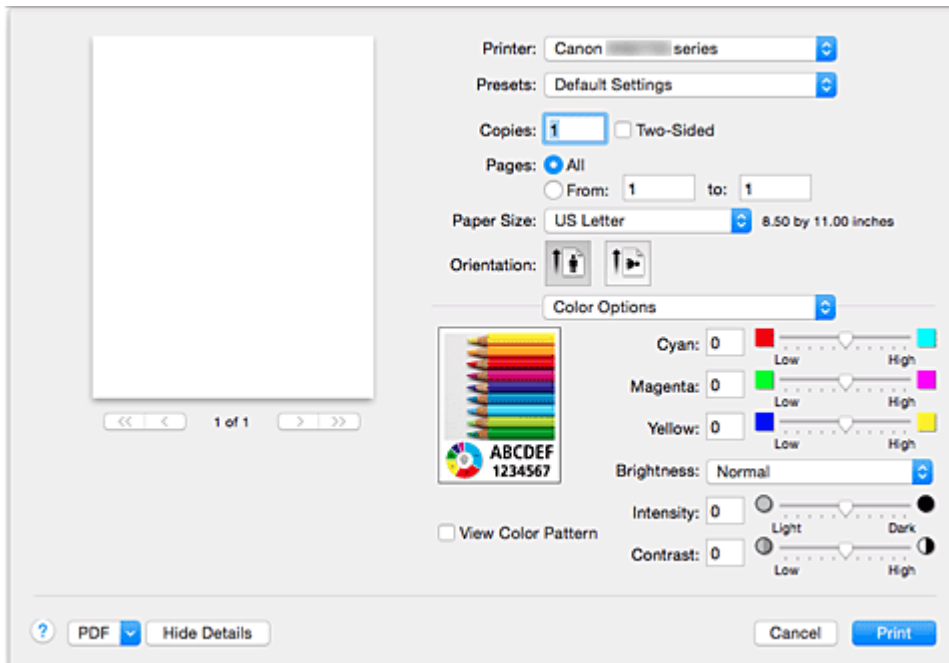 Printer: Canon series
Presets: Default Settings
Copies: 1 Two-Sided
Pages: All
From: 1 to: 1
Paper Size: US Letter 8.50 by 11.00 inches
Orientation:
Color Options
Cyan: 0
Low High
Magenta: 0
Low High
Yellow: 0
Low High
ABCDEF
1234567
Brightness: Normal
Intensity: 0
Light Dark
View Color Pattern
Contrast: 0
Low High
<< < 1 of 1 > >>
? PDF Hide Details Cancel Print